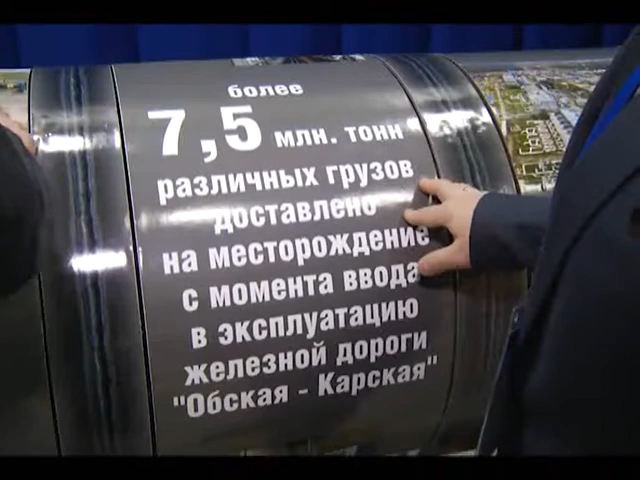 более
7,5 млн. тонн
различных грузов
доставлено
на месторождение
с момента ввода
в эксплуатацию
железной дороги
"Обская - Карская"